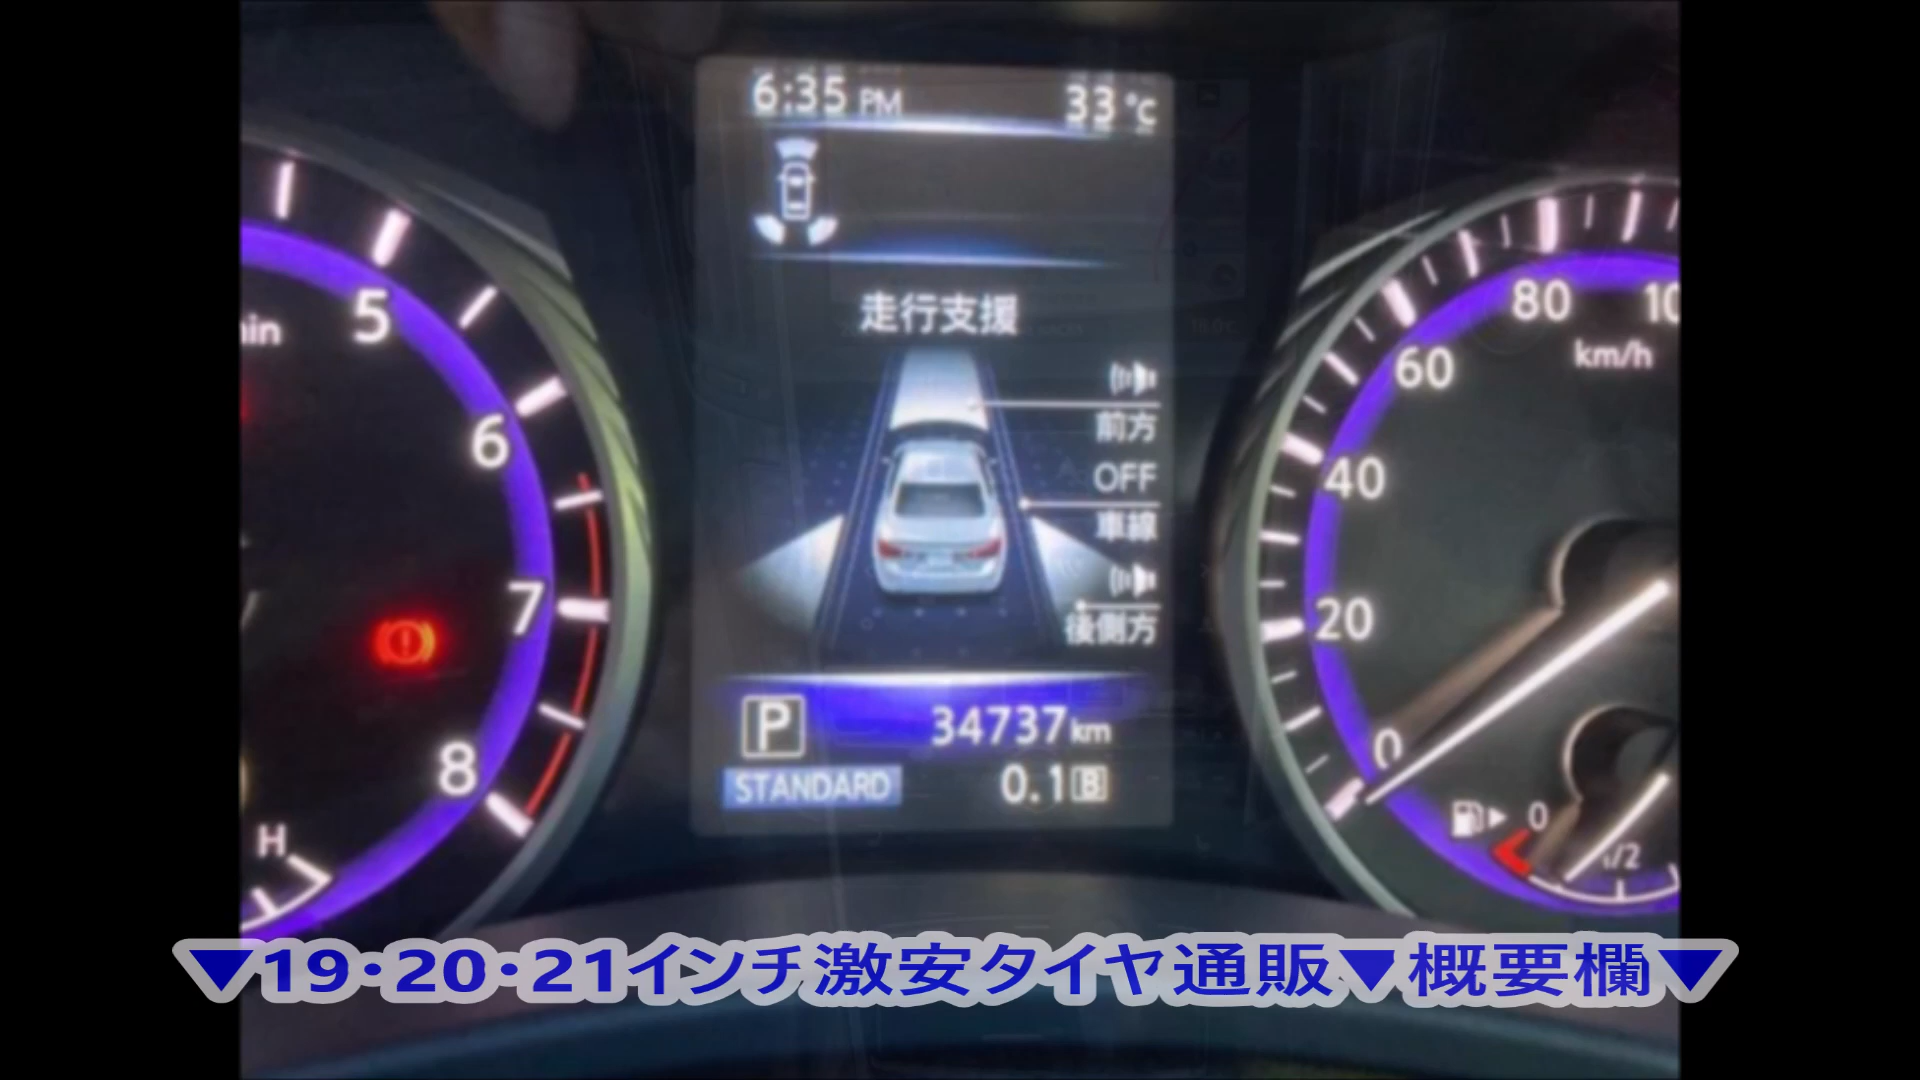 6:35 PM 33℃
走行支援
前方
OFF
車線
後側方
P 34737km
STANDARD 0.1 B
5
6
7
8
H
80
km/h
60
40
20
0
0
1/2
▼19・20・21インチ激安タイヤ通販▼概要欄▼